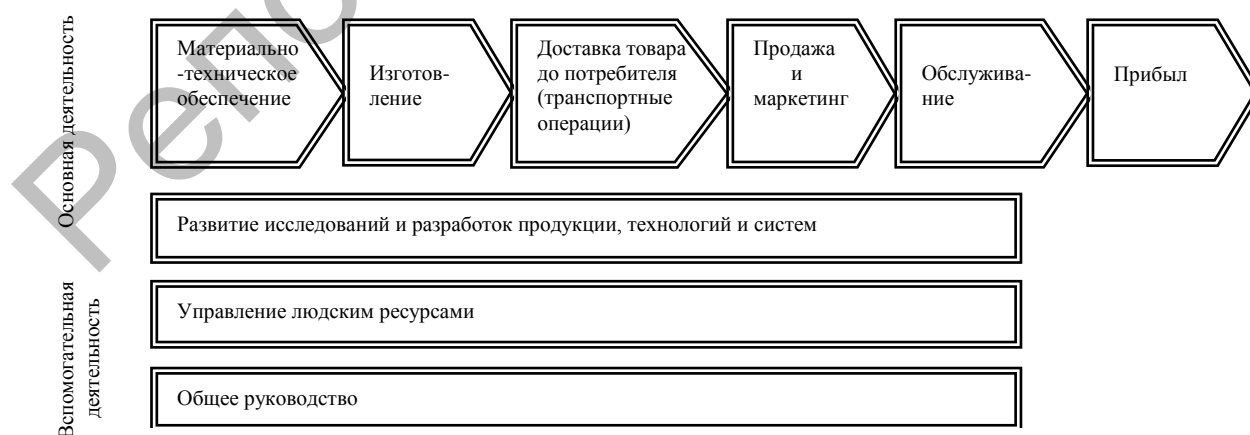 Основная деятельность
Материально
-техническое
обеспечение
Изготов-
ление
Доставка товара
до потребителя
(транспортные
операции)
Продажа
и
маркетинг
Обслужива-
ние
Прибыл
Развитие исследований и разработок продукции, технологий и систем
Вспомогательная
деятельность
Управление людским ресурсами
Общее руководство
Репо